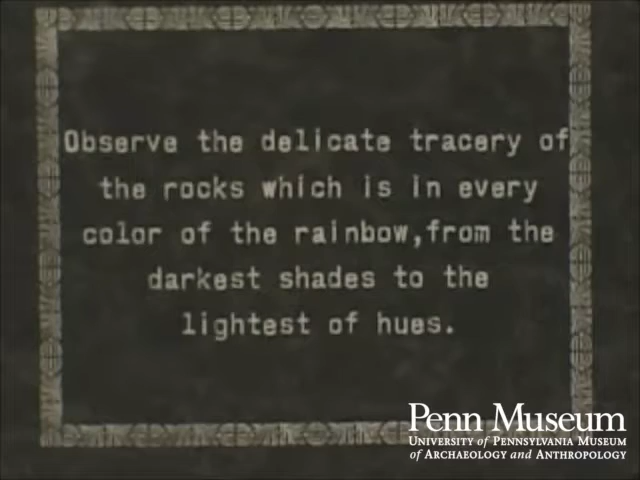 Observe the delicate tracery of
the rocks which is in every
color of the rainbow,from the
darkest shades to the
lightest of hues.
Penn Museum
University of Pennsylvania Museum
of Archaeology and Anthropology